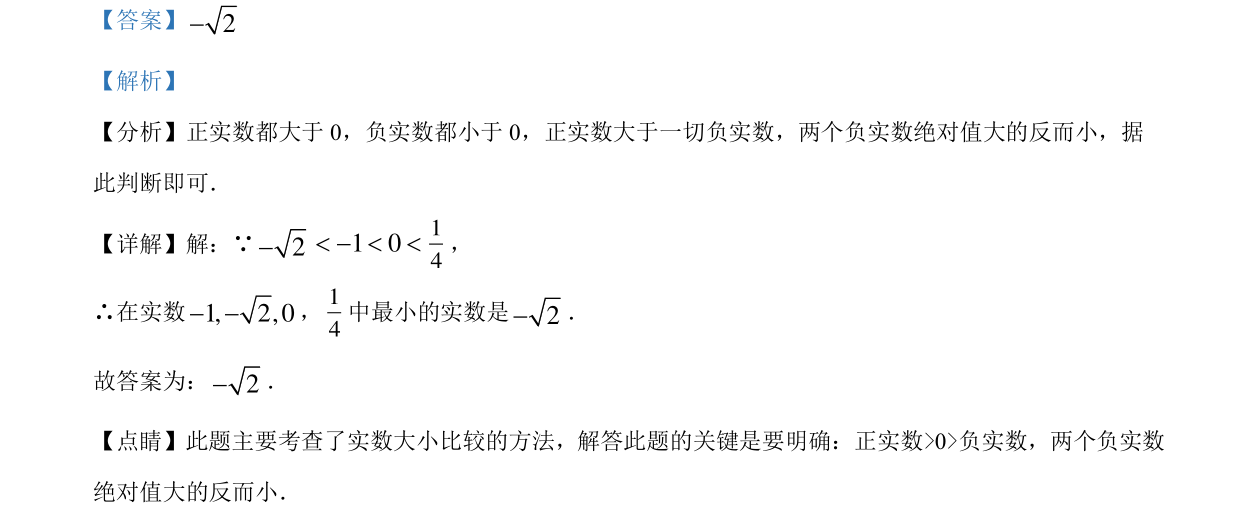 【答案】$-\sqrt{2}$
【解析】
【分析】正实数都大于 0，负实数都小于 0，正实数大于一切负实数，两个负实数绝对值大的反而小，据
此判断即可．
【详解】解：∵$-\sqrt{2}<-1<0<\frac{1}{4}$，
∴在实数$-1,-\sqrt{2},0$，$\frac{1}{4}$中最小的实数是$-\sqrt{2}$．
故答案为：$-\sqrt{2}$．
【点睛】此题主要考查了实数大小比较的方法，解答此题的关键是要明确：正实数>0>负实数，两个负实数
绝对值大的反而小．